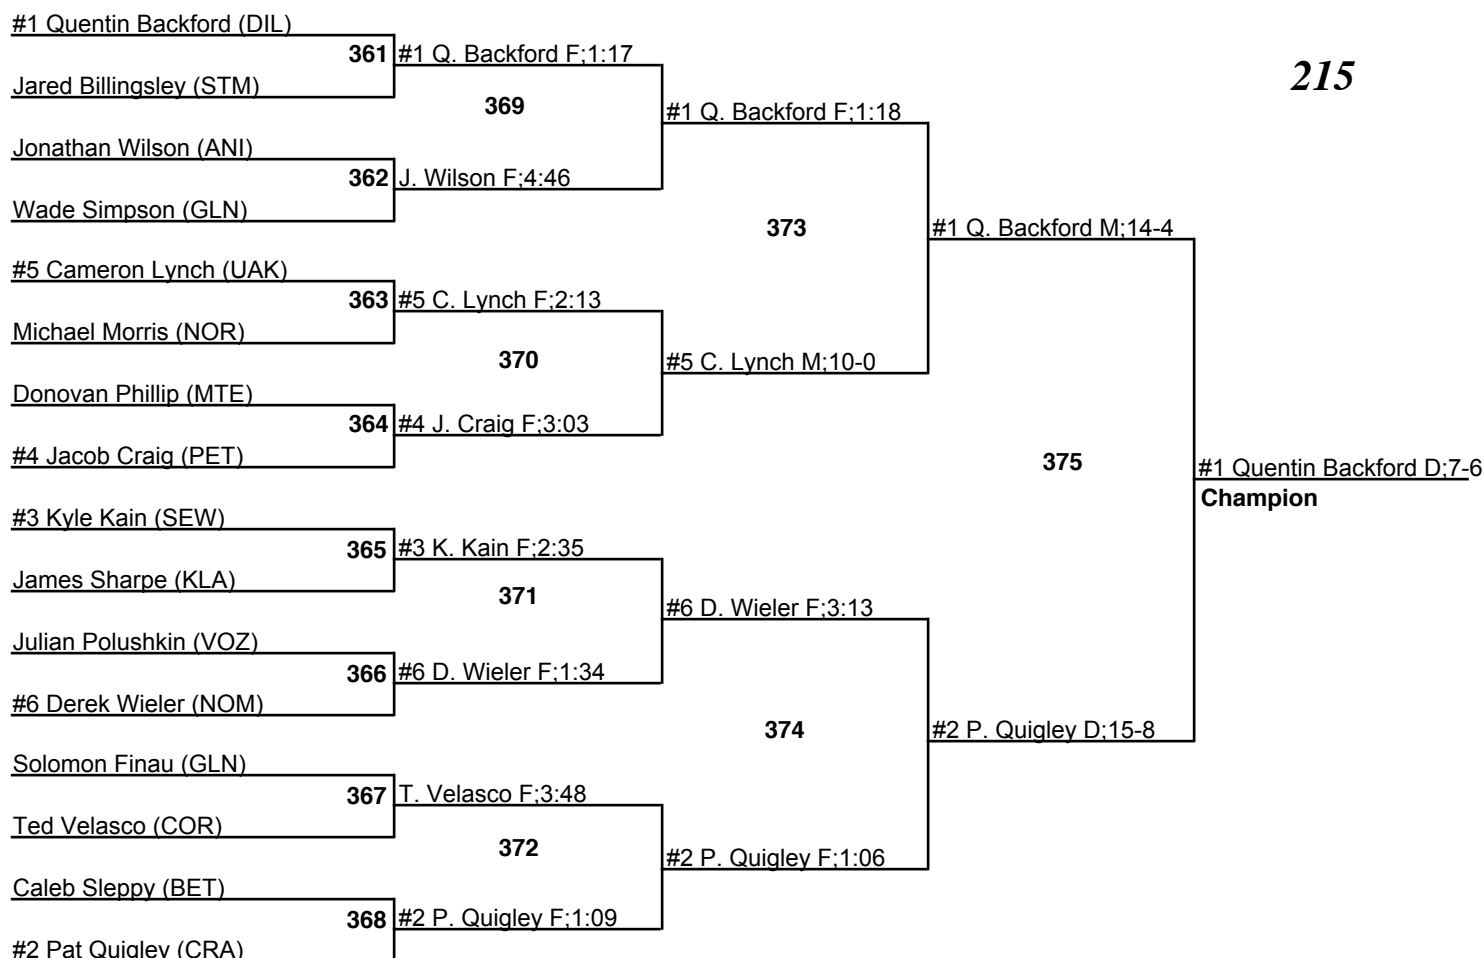 #1 Quentin Backford (DIL)
361 #1 Q. Backford F;1:17
215
Jared Billingsley (STM)
369
#1 Q. Backford F;1:18
Jonathan Wilson (ANI)
362 J. Wilson F;4:46
Wade Simpson (GLN)
373
#1 Q. Backford M;14-4
#5 Cameron Lynch (UAK)
363 #5 C. Lynch F;2:13
Michael Morris (NOR)
370
#5 C. Lynch M;10-0
Donovan Phillip (MTE)
364 #4 J. Craig F;3:03
#4 Jacob Craig (PET)
375
#1 Quentin Backford D;7-6
Champion
#3 Kyle Kain (SEW)
365 #3 K. Kain F;2:35
James Sharpe (KLA)
371
#6 D. Wieler F;3:13
Julian Polushkin (VOZ)
366 #6 D. Wieler F;1:34
#6 Derek Wieler (NOM)
374
#2 P. Quigley D;15-8
Solomon Finau (GLN)
367 T. Velasco F;3:48
Ted Velasco (COR)
372
#2 P. Quigley F;1:06
Caleb Sleppy (BET)
368 #2 P. Quigley F;1:09
#2 Pat Quigley (CRA)